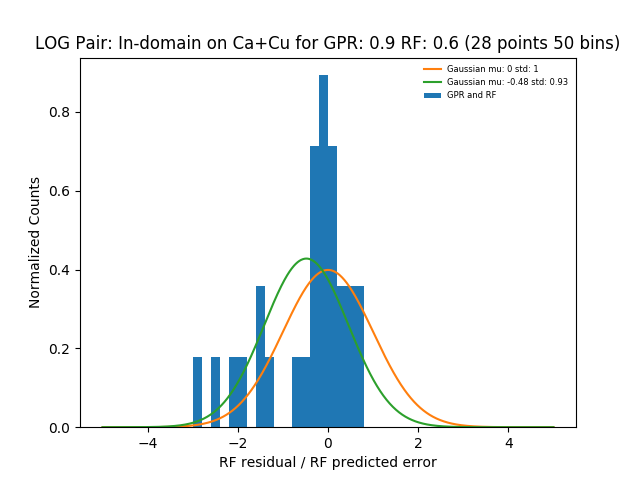 LOG Pair: In-domain on Ca+Cu for GPR: 0.9 RF: 0.6 (28 points 50 bins)
Gaussian mu: 0 std: 1
Gaussian mu: -0.48 std: 0.93
GPR and RF
Normalized Counts
0.8
0.6
0.4
0.2
0.0
−4 −2 0 2 4
RF residual / RF predicted error